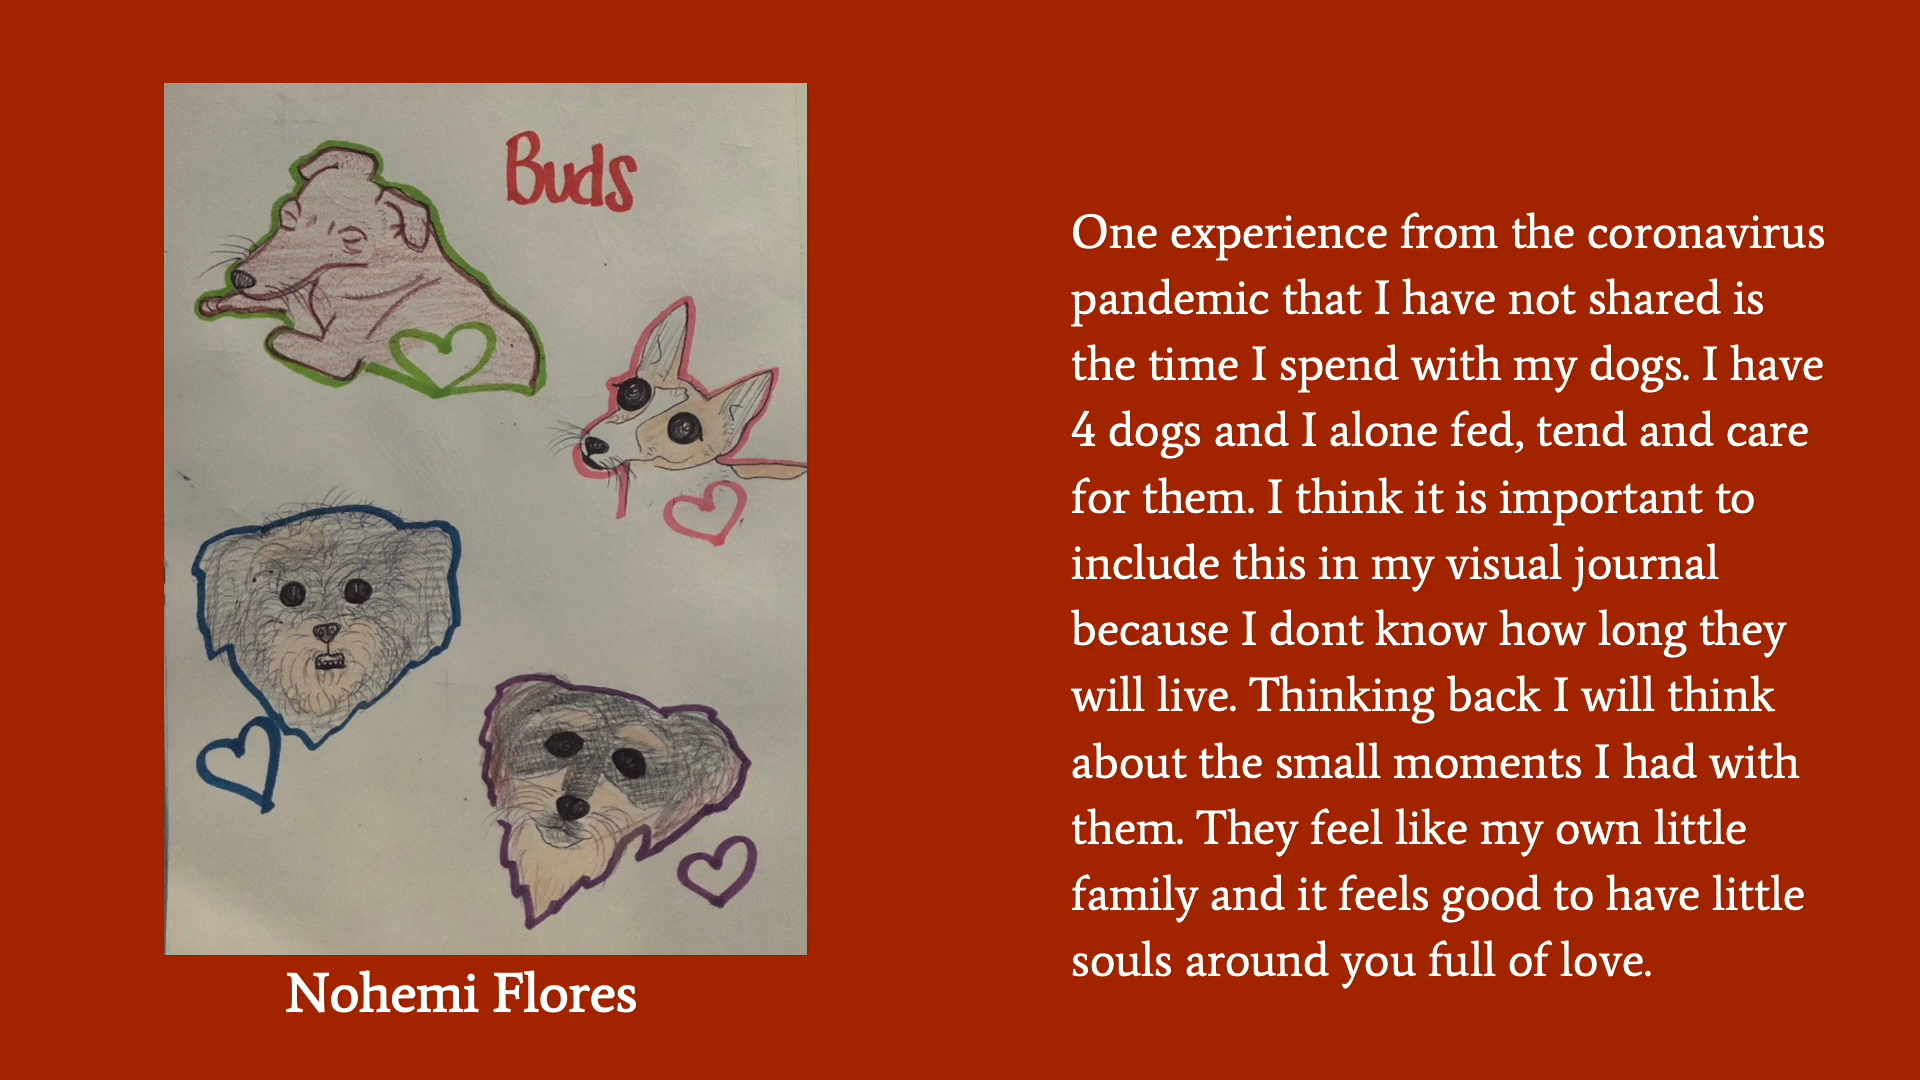 Buds
Nohemi Flores
One experience from the coronavirus
pandemic that I have not shared is
the time I spend with my dogs. I have
4 dogs and I alone fed, tend and care
for them. I think it is important to
include this in my visual journal
because I dont know how long they
will live. Thinking back I will think
about the small moments I had with
them. They feel like my own little
family and it feels good to have little
souls around you full of love.